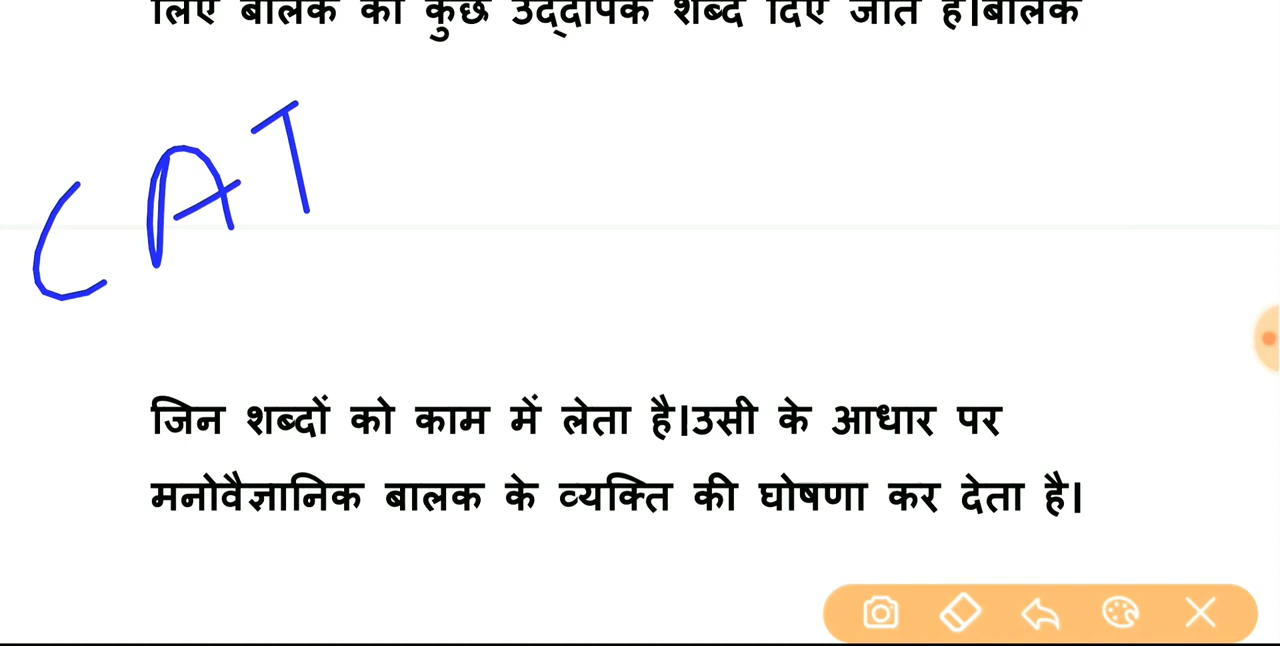 लिए बालक को कुछ उद्दीपक शब्द दिए जाते है।बालक
CAT
जिन शब्दों को काम में लेता है।उसी के आधार पर
मनोवैज्ञानिक बालक के व्यक्ति की घोषणा कर देता है।